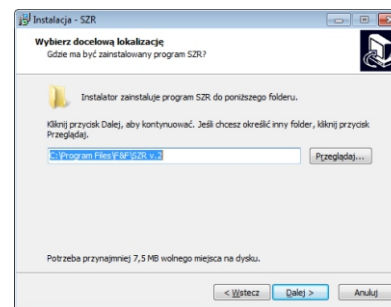 Instalacja - SZR
Wybierz docelową lokalizację
Gdzie ma być zainstalowany program SZR?
Instalator zainstaluje program SZR do poniższego folderu.
Kliknij przycisk Dalej, aby kontynuować. Jeśli chcesz określić inny folder, kliknij przycisk
Przeglądaj.
C:\Program Files\F&F\SZR v.2
Przeglądaj...
Potrzeba przynajmniej 7,5 MB wolnego miejsca na dysku.
< Wstecz
Dalej >
Anuluj